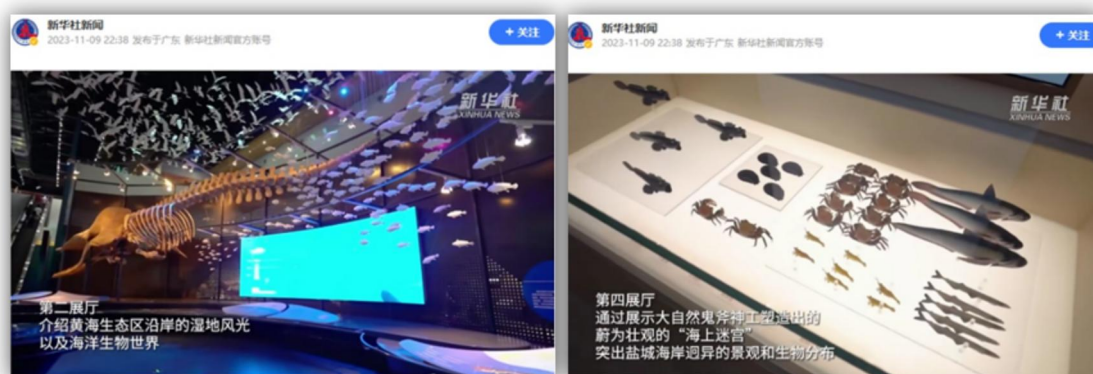 新华社新闻
2023-11-09 22:38 发布于广东 新华社新闻官方账号
+ 关注
新华社
XINHUA NEWS
第二展厅
介绍黄海生态区沿岸的湿地风光
以及海洋生物世界
新华社新闻
2023-11-09 22:38 发布于广东 新华社新闻官方账号
+ 关注
新华社
XINHUA NEWS
第四展厅
通过展示大自然鬼斧神工塑造出的
蔚为壮观的“海上迷宫”
突出盐城海岸迥异的景观和生物分布